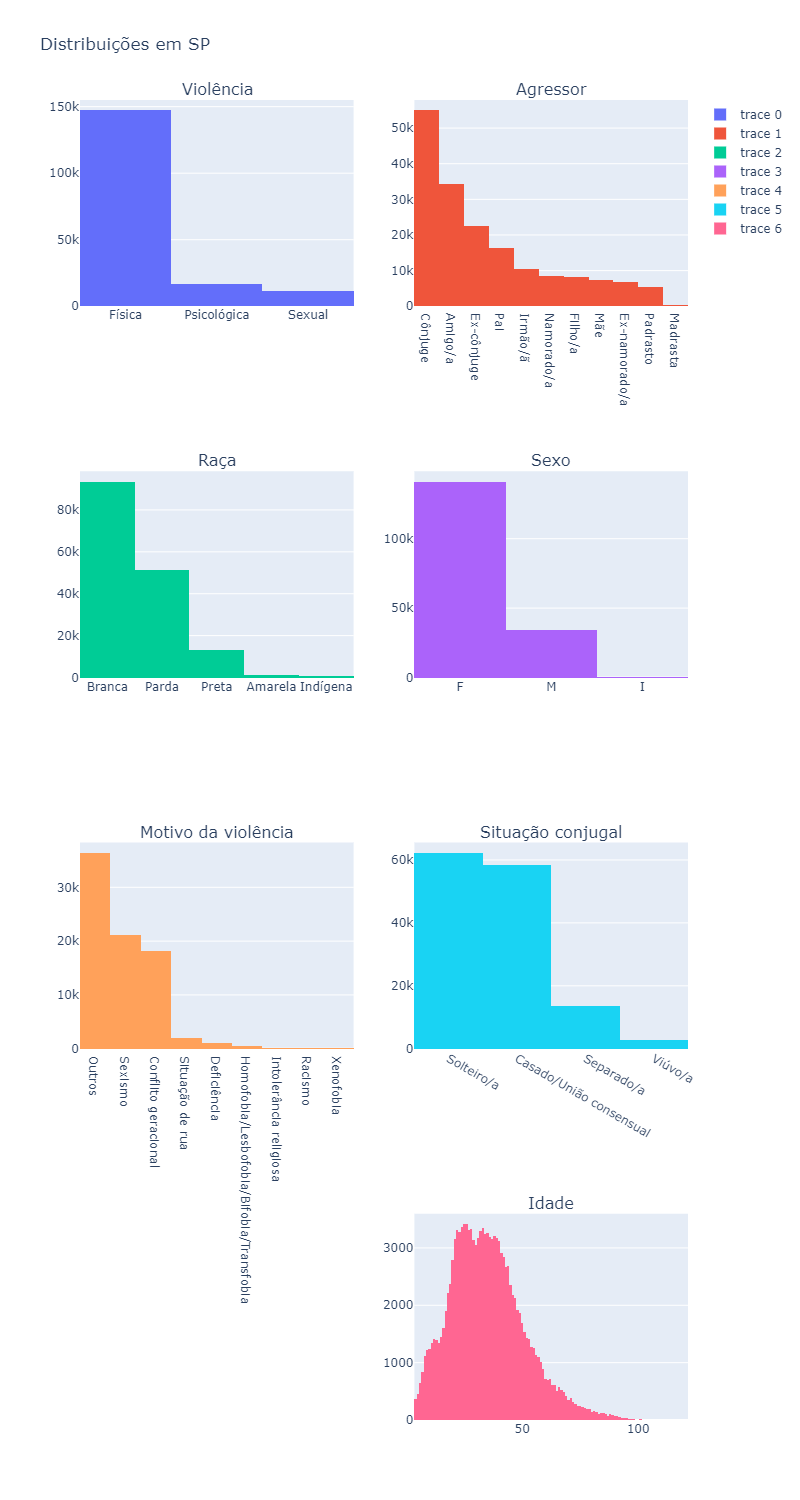 Distribuições em SP
Violência
150k
100k
50k
0
Física Psicológica Sexual
Agressor
50k
40k
30k
20k
10k
0
Cônjuge
Amigo/a
Ex-cônjuge
Pai
Irmão/ã
Namorado/a
Filho/a
Mãe
Ex-namorado/a
Padrasto
Madrasta
trace 0
trace 1
trace 2
trace 3
trace 4
trace 5
trace 6
Raça
80k
60k
40k
20k
0
Branca Parda Preta Amarela Indígena
Sexo
100k
50k
0
F M I
Motivo da violência
30k
20k
10k
0
Outros
Sexismo
Conflito geracional
Situação de rua
Deficência
Homofobia/Lesbofobia/Bifobia/Transfobia
Intolerância religiosa
Racismo
Xenofobia
Situação conjugal
60k
40k
20k
0
Solteiro/a
Casado/União consensual
Separado/a
Viúvo/a
Idade
3000
2000
1000
0
50 100